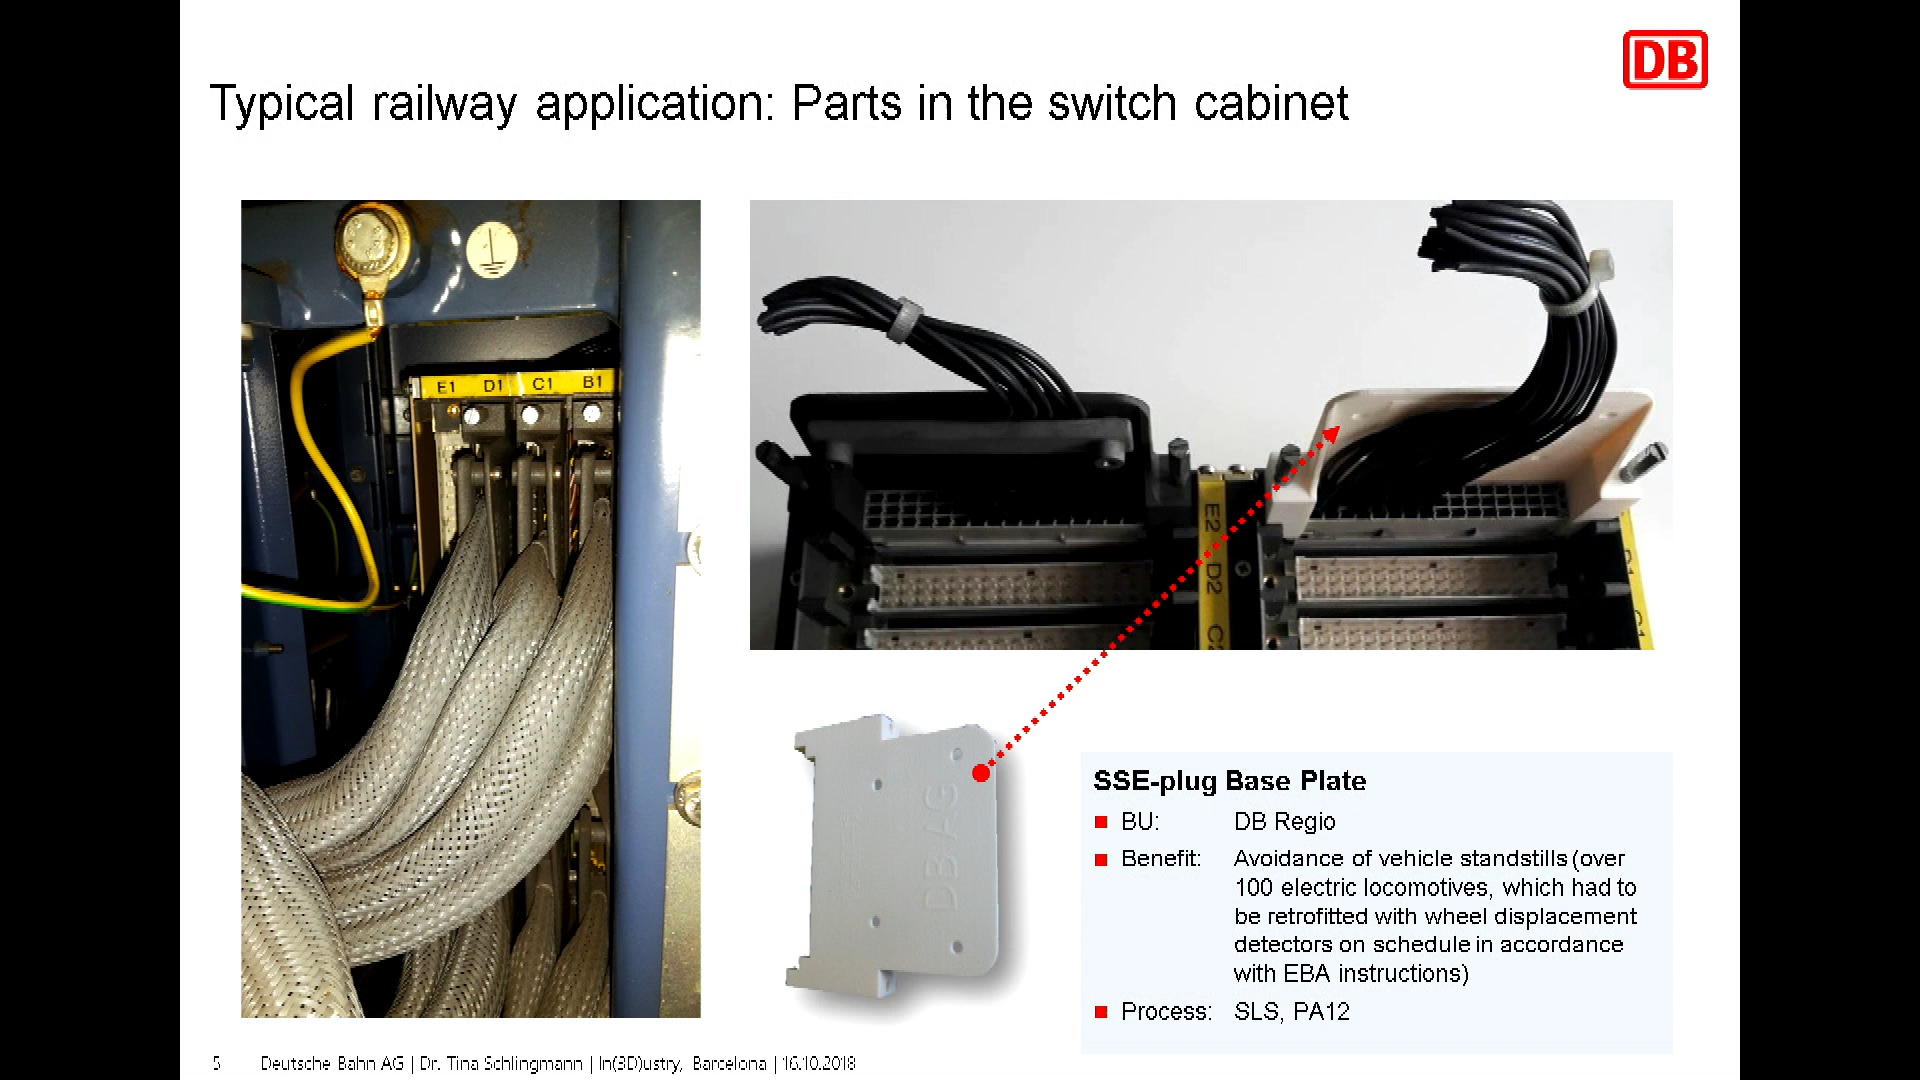 DB
Typical railway application: Parts in the switch cabinet
E1 D1 C1 B1
E2
D2
DB AG
SSE-plug Base Plate
BU: DB Regio
Benefit: Avoidance of vehicle standstills (over
100 electric locomotives, which had to
be retrofitted with wheel displacement
detectors on schedule in accordance
with EBA instructions)
Process: SLS, PA12
5 Deutsche Bahn AG | Dr. Tina Schlingmann | In(3D)ustry, Barcelona | 16.10.2018